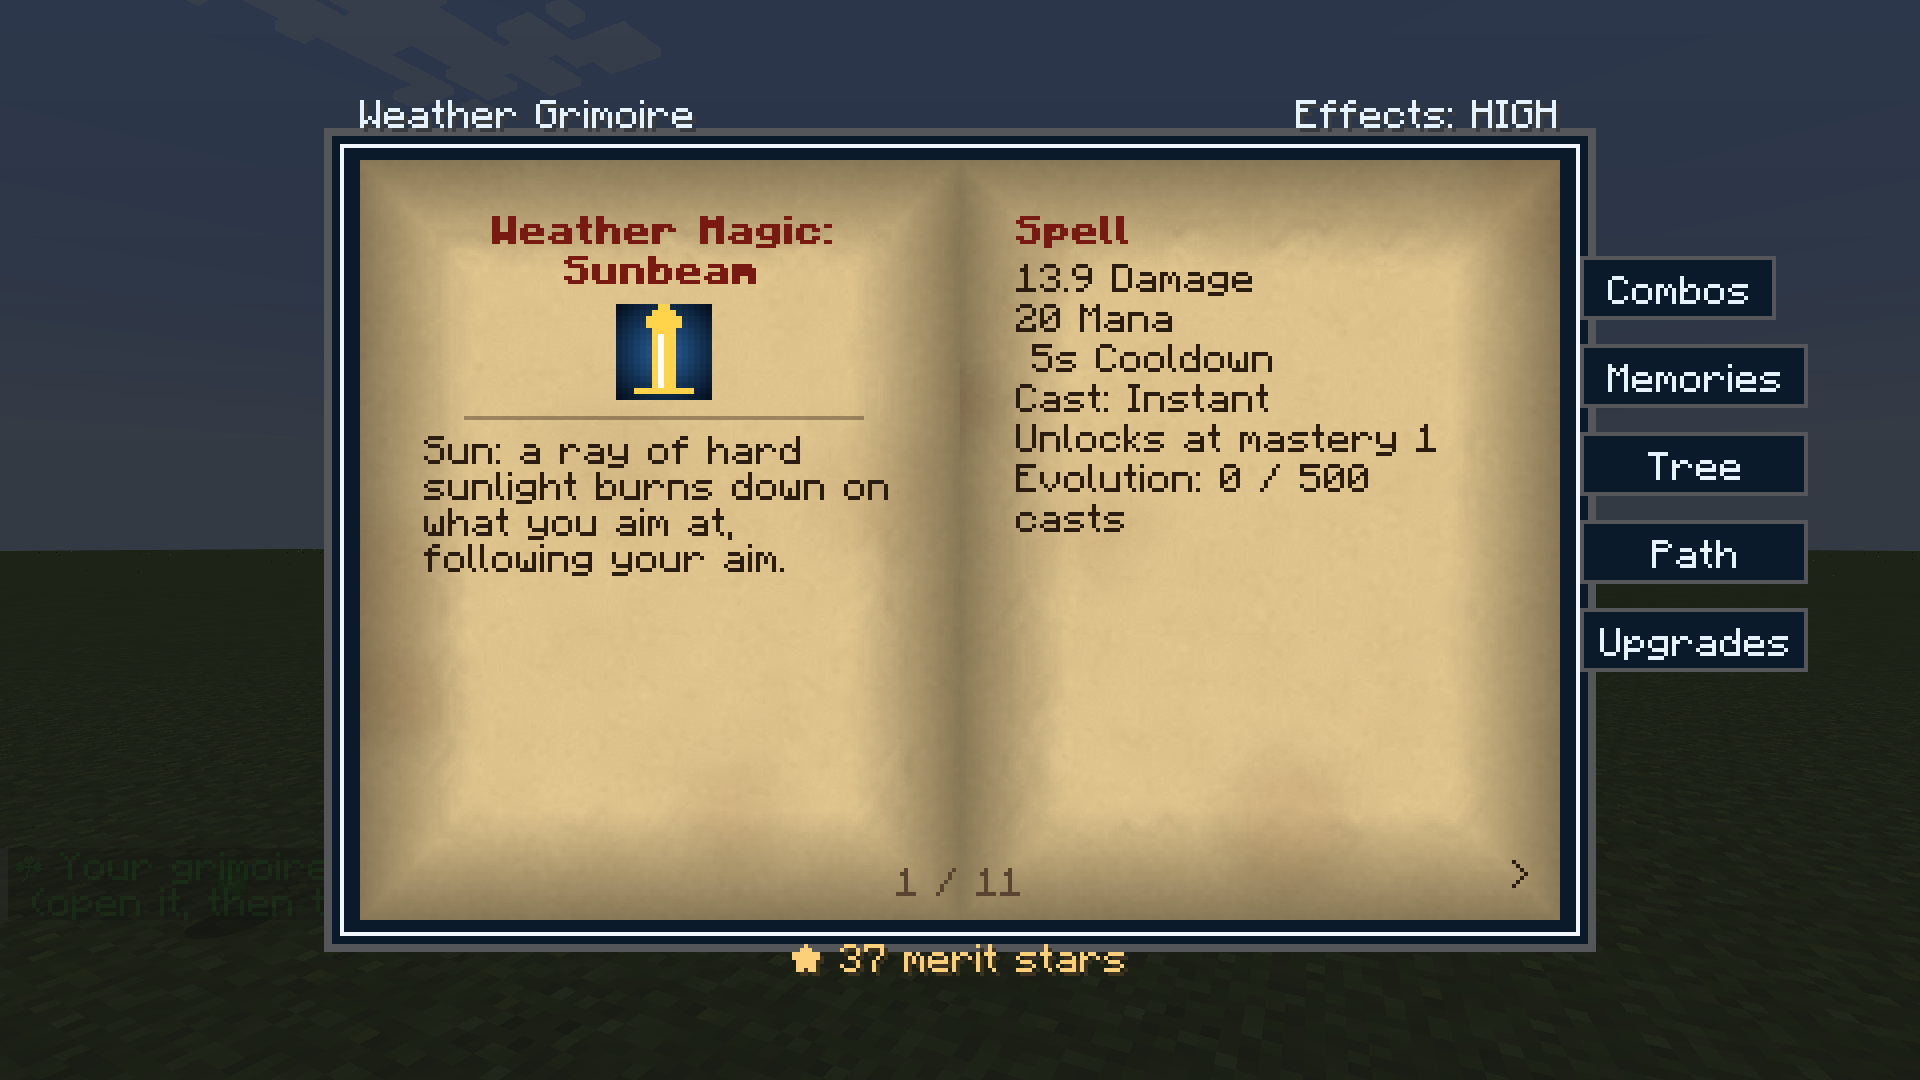 Weather Grimoire
Effects: HIGH
Weather Magic:
Sunbeam
Sun: a ray of hard
sunlight burns down on
what you aim at,
following your aim.
Spell
13.9 Damage
20 Mana
5s Cooldown
Cast: Instant
Unlocks at mastery 1
Evolution: 0 / 500
casts
Combos
Memories
Tree
Path
Upgrades
Your grimoire
(open it, then t
1 / 11
>
37 merit stars